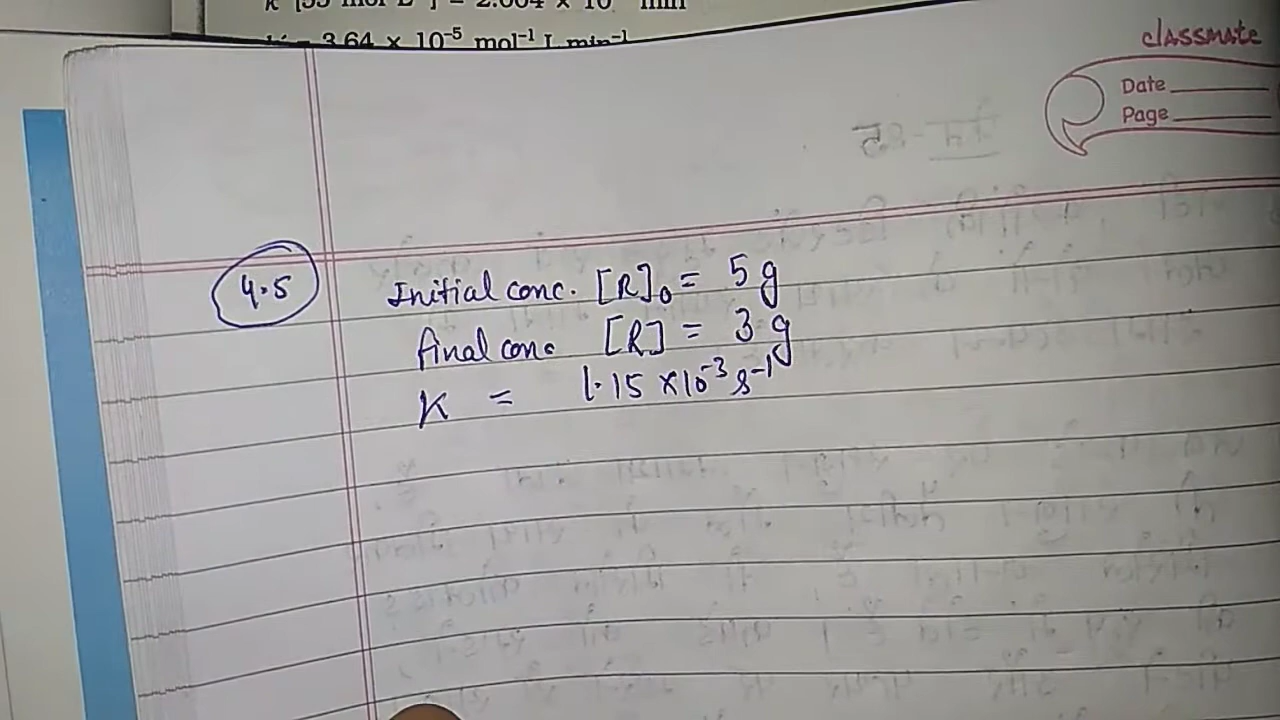 3.64 × 10⁻⁵ mol⁻¹ L min⁻¹
classmate
Date
Page
4.5
Initial conc. [R]₀ = 5 g
final conc [R] = 3 g
K = 1.15 × 10⁻³ s⁻¹